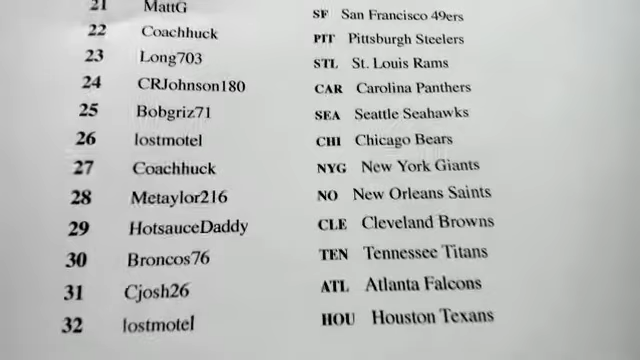 21 MattG SF San Francisco 49ers
22 Coachhuck PIT Pittsburgh Steelers
23 Long703 STL St. Louis Rams
24 CRJohnson180 CAR Carolina Panthers
25 Bobgriz71 SEA Seattle Seahawks
26 lostmotel CHI Chicago Bears
27 Coachhuck NYG New York Giants
28 Metaylor216 NO New Orleans Saints
29 HotsauceDaddy CLE Cleveland Browns
30 Broncos76 TEN Tennessee Titans
31 Cjosh26 ATL Atlanta Falcons
32 lostmotel HOU Houston Texans